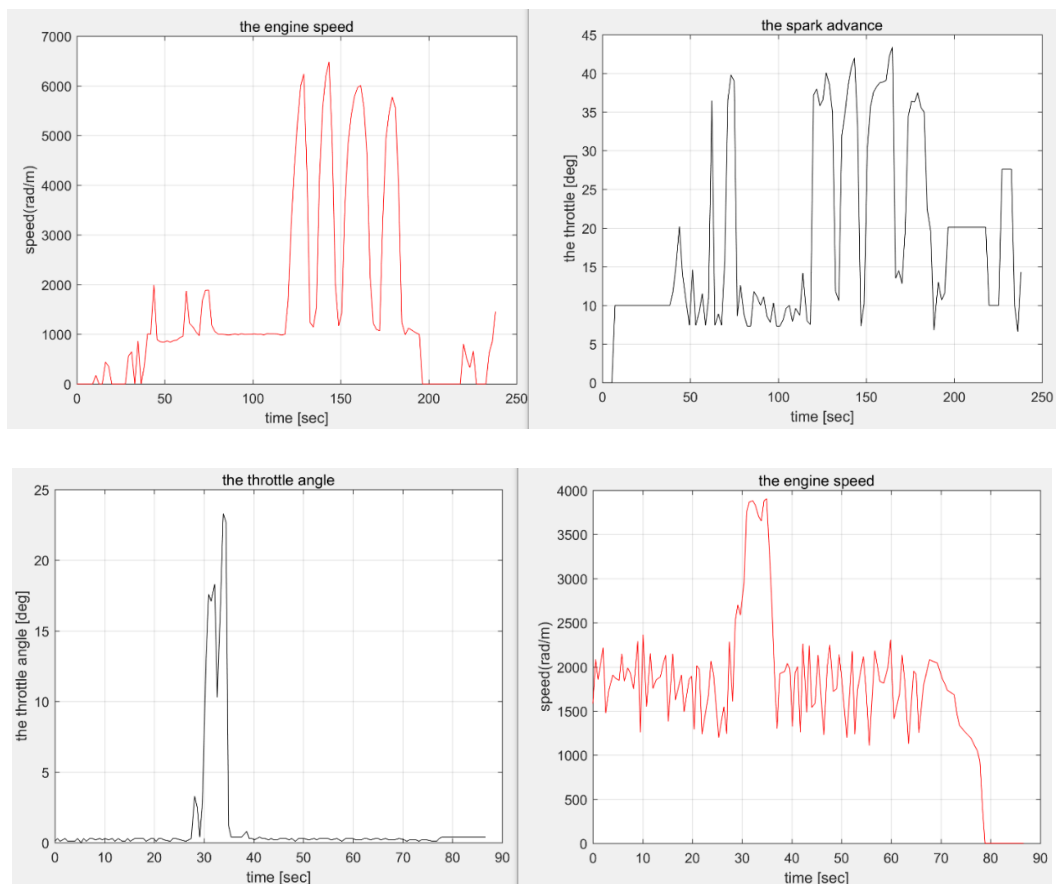 the engine speed
7000
6000
5000
4000
3000
2000
1000
0
speed(rad/m)
0 50 100 150 200 250
time [sec]
the spark advance
45
40
35
30
25
20
15
10
5
0
the throttle [deg]
0 50 100 150 200 250
time [sec]
the throttle angle
25
20
15
10
5
0
the throttle angle [deg]
0 10 20 30 40 50 60 70 80 90
time [sec]
the engine speed
4000
3500
3000
2500
2000
1500
1000
500
0
speed(rad/m)
0 10 20 30 40 50 60 70 80 90
time [sec]